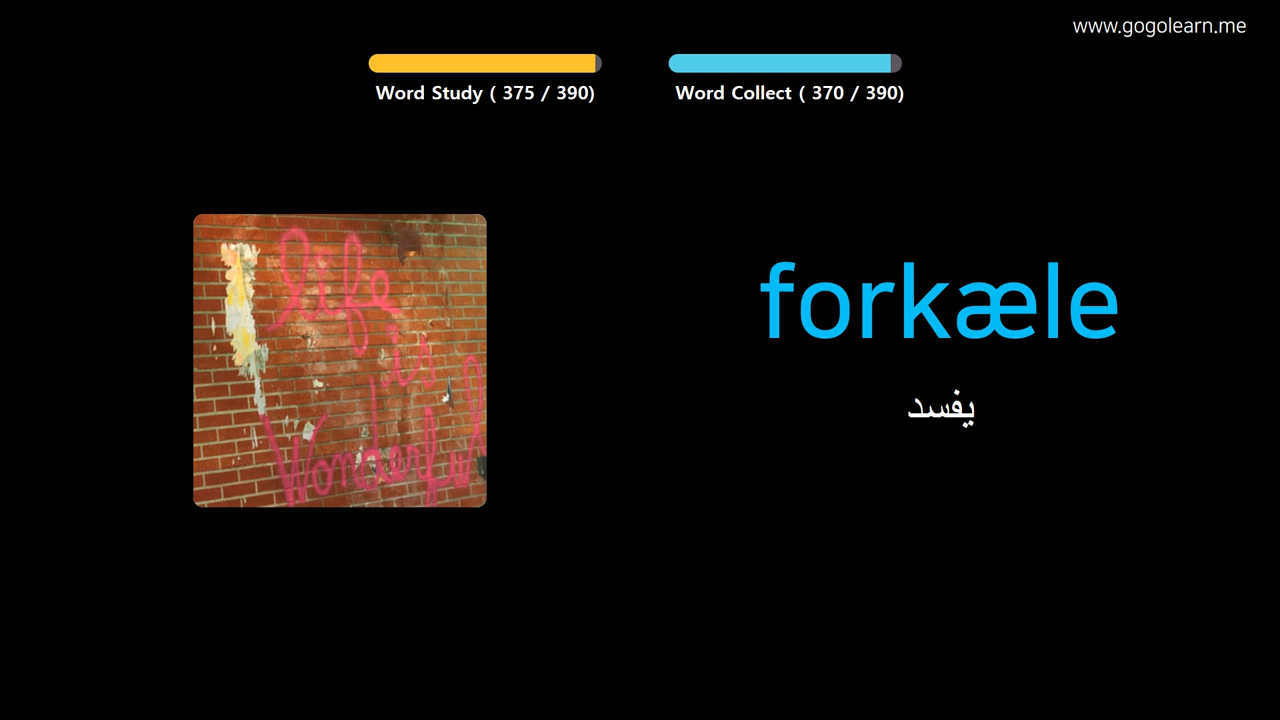 www.gogolearn.me
Word Study ( 375 / 390)
Word Collect ( 370 / 390)
life
is
Wonderful
forkæle
يفسد